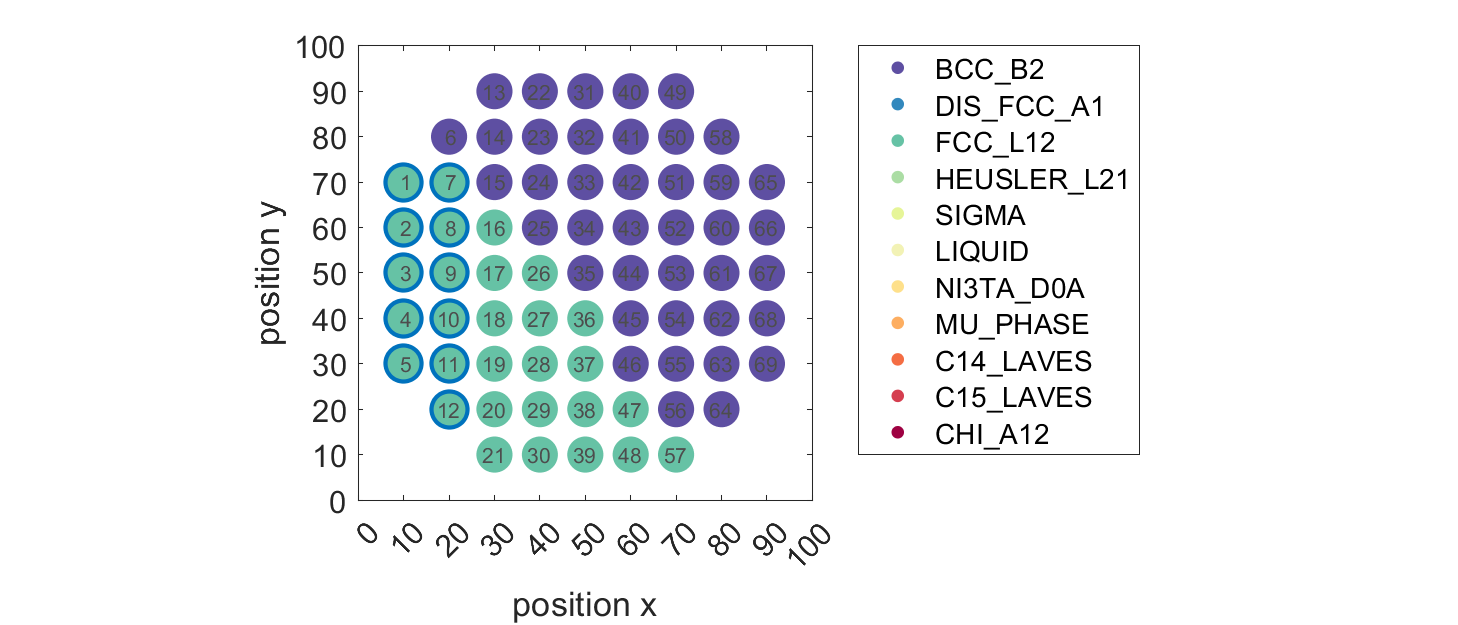 100
90
80
70
60
50
40
30
20
10
0
position y
13 22 31 40 49
6 14 23 32 41 50 58
1 7 15 24 33 42 51 59 65
2 8 16 25 34 43 52 60 66
3 9 17 26 35 44 53 61 67
4 10 18 27 36 45 54 62 68
5 11 19 28 37 46 55 63 69
12 20 29 38 47 56 64
21 30 39 48 57
0 10 20 30 40 50 60 70 80 90 100
position x
BCC_B2
DIS_FCC_A1
FCC_L12
HEUSLER_L21
SIGMA
LIQUID
NI3TA_D0A
MU_PHASE
C14_LAVES
C15_LAVES
CHI_A12